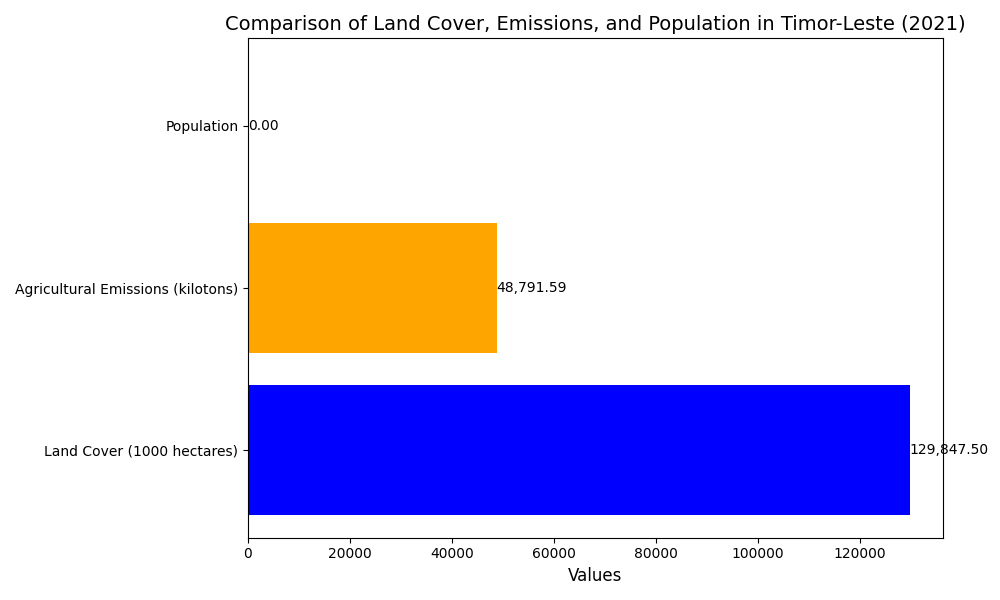 Comparison of Land Cover, Emissions, and Population in Timor-Leste (2021)
Population
0.00
Agricultural Emissions (kilotons)
48,791.59
Land Cover (1000 hectares)
129,847.50
0 20000 40000 60000 80000 100000 120000
Values